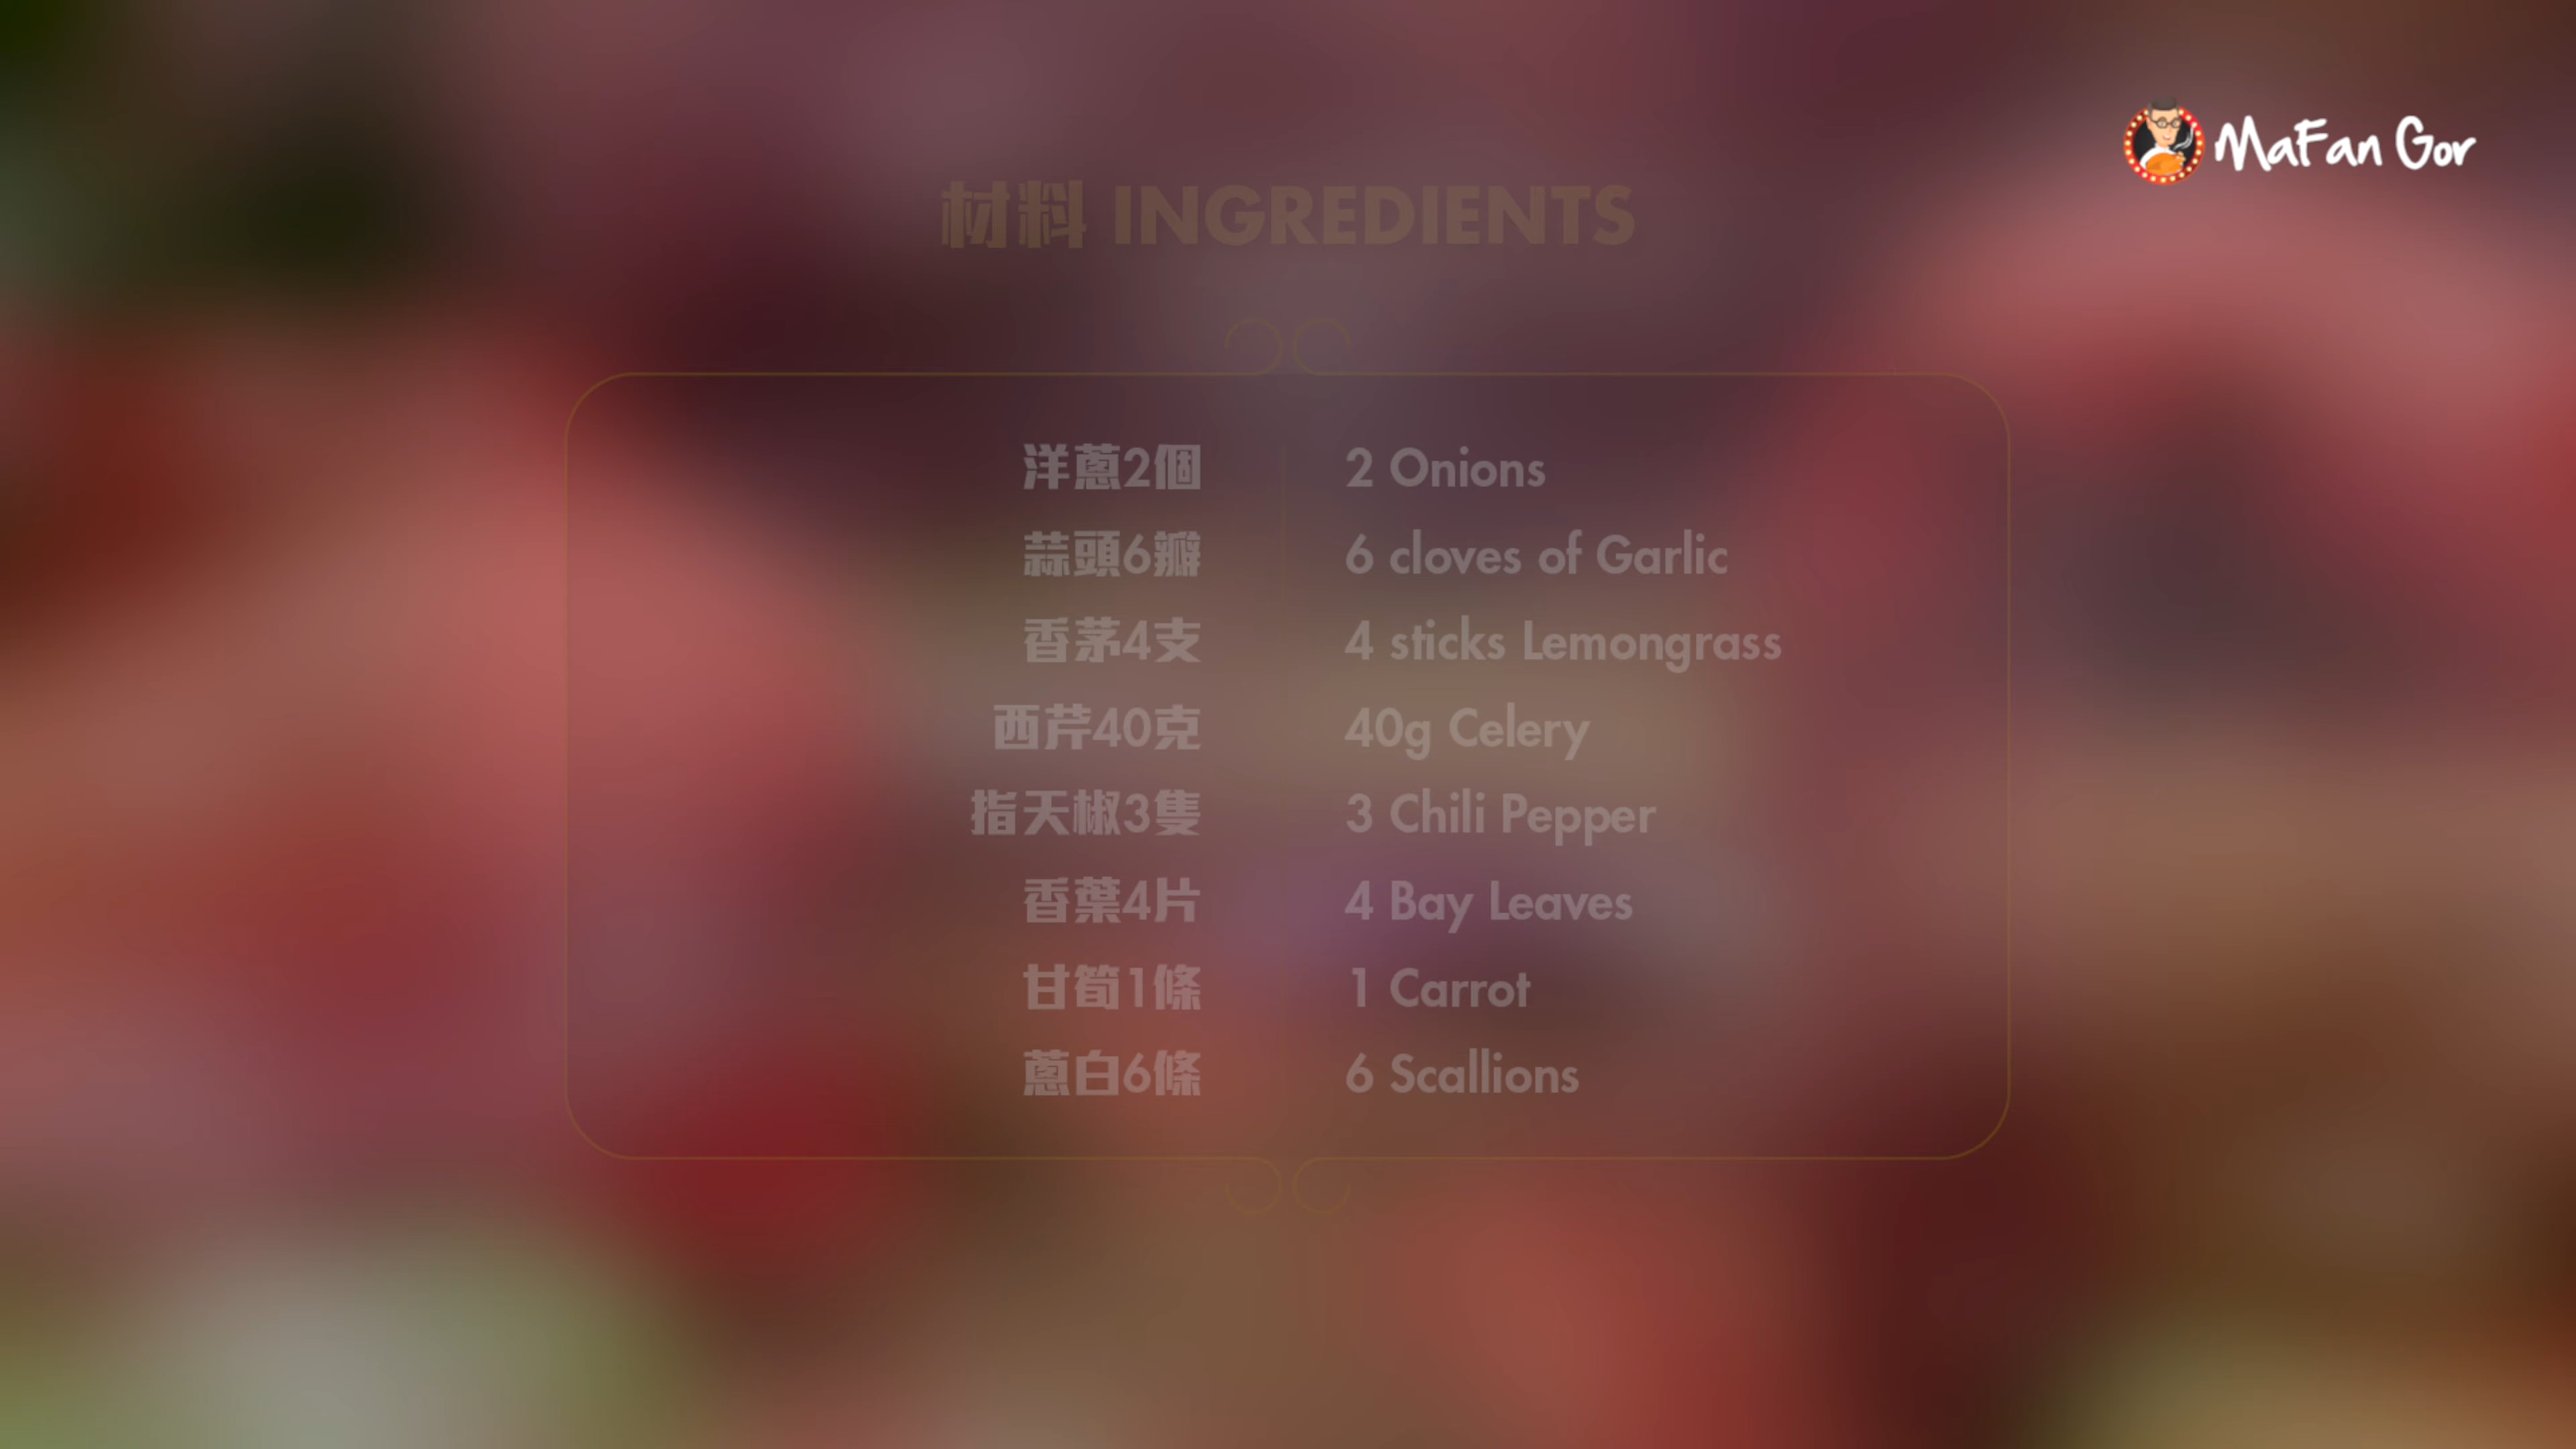 MaFan Gor
材料 INGREDIENTS
洋蔥2個 2 Onions
蒜頭6瓣 6 cloves of Garlic
香茅4支 4 sticks Lemongrass
西芹40克 40g Celery
指天椒3隻 3 Chili Pepper
香葉4片 4 Bay Leaves
甘筍1條 1 Carrot
蔥白6條 6 Scallions